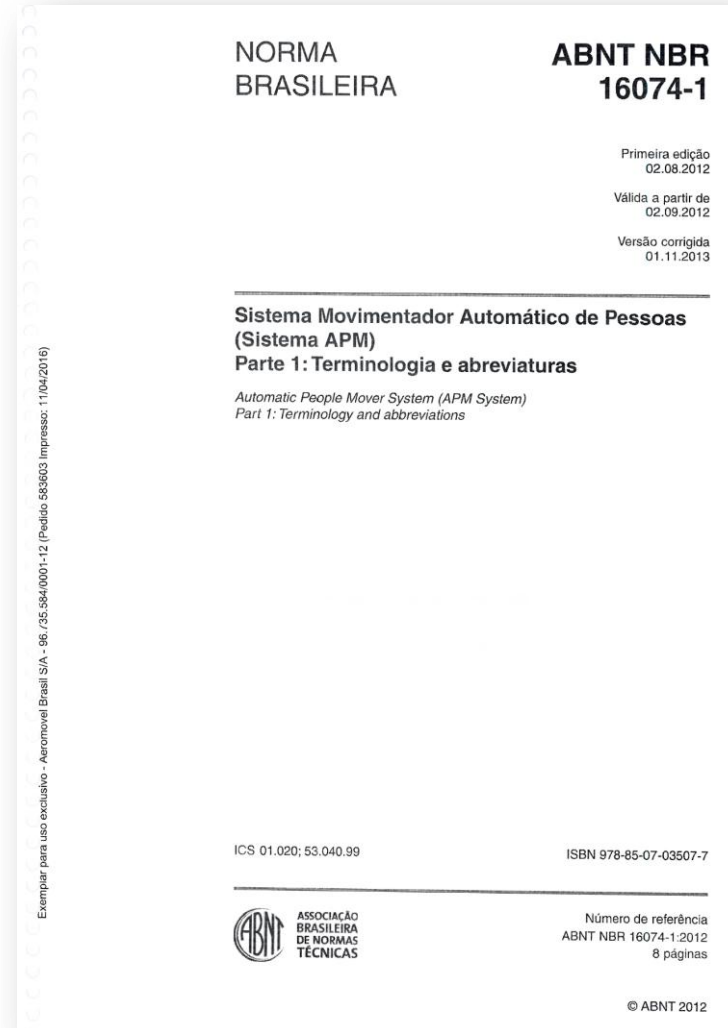 NORMA
BRASILEIRA
ABNT NBR
16074-1
Primeira edição
02.08.2012
Válida a partir de
02.09.2012
Versão corrigida
01.11.2013
Sistema Movimentador Automático de Pessoas
(Sistema APM)
Parte 1: Terminologia e abreviaturas
Automatic People Mover System (APM System)
Part 1: Terminology and abbreviations
Exemplar para uso exclusivo - Aeromovel Brasil S/A - 96.735.584/0001-12 (Pedido 583603 Impresso: 11/04/2016)
ICS 01.020; 53.040.99
ISBN 978-85-07-03507-7
ABNT
ASSOCIAÇÃO
BRASILEIRA
DE NORMAS
TÉCNICAS
Número de referência
ABNT NBR 16074-1:2012
8 páginas
© ABNT 2012